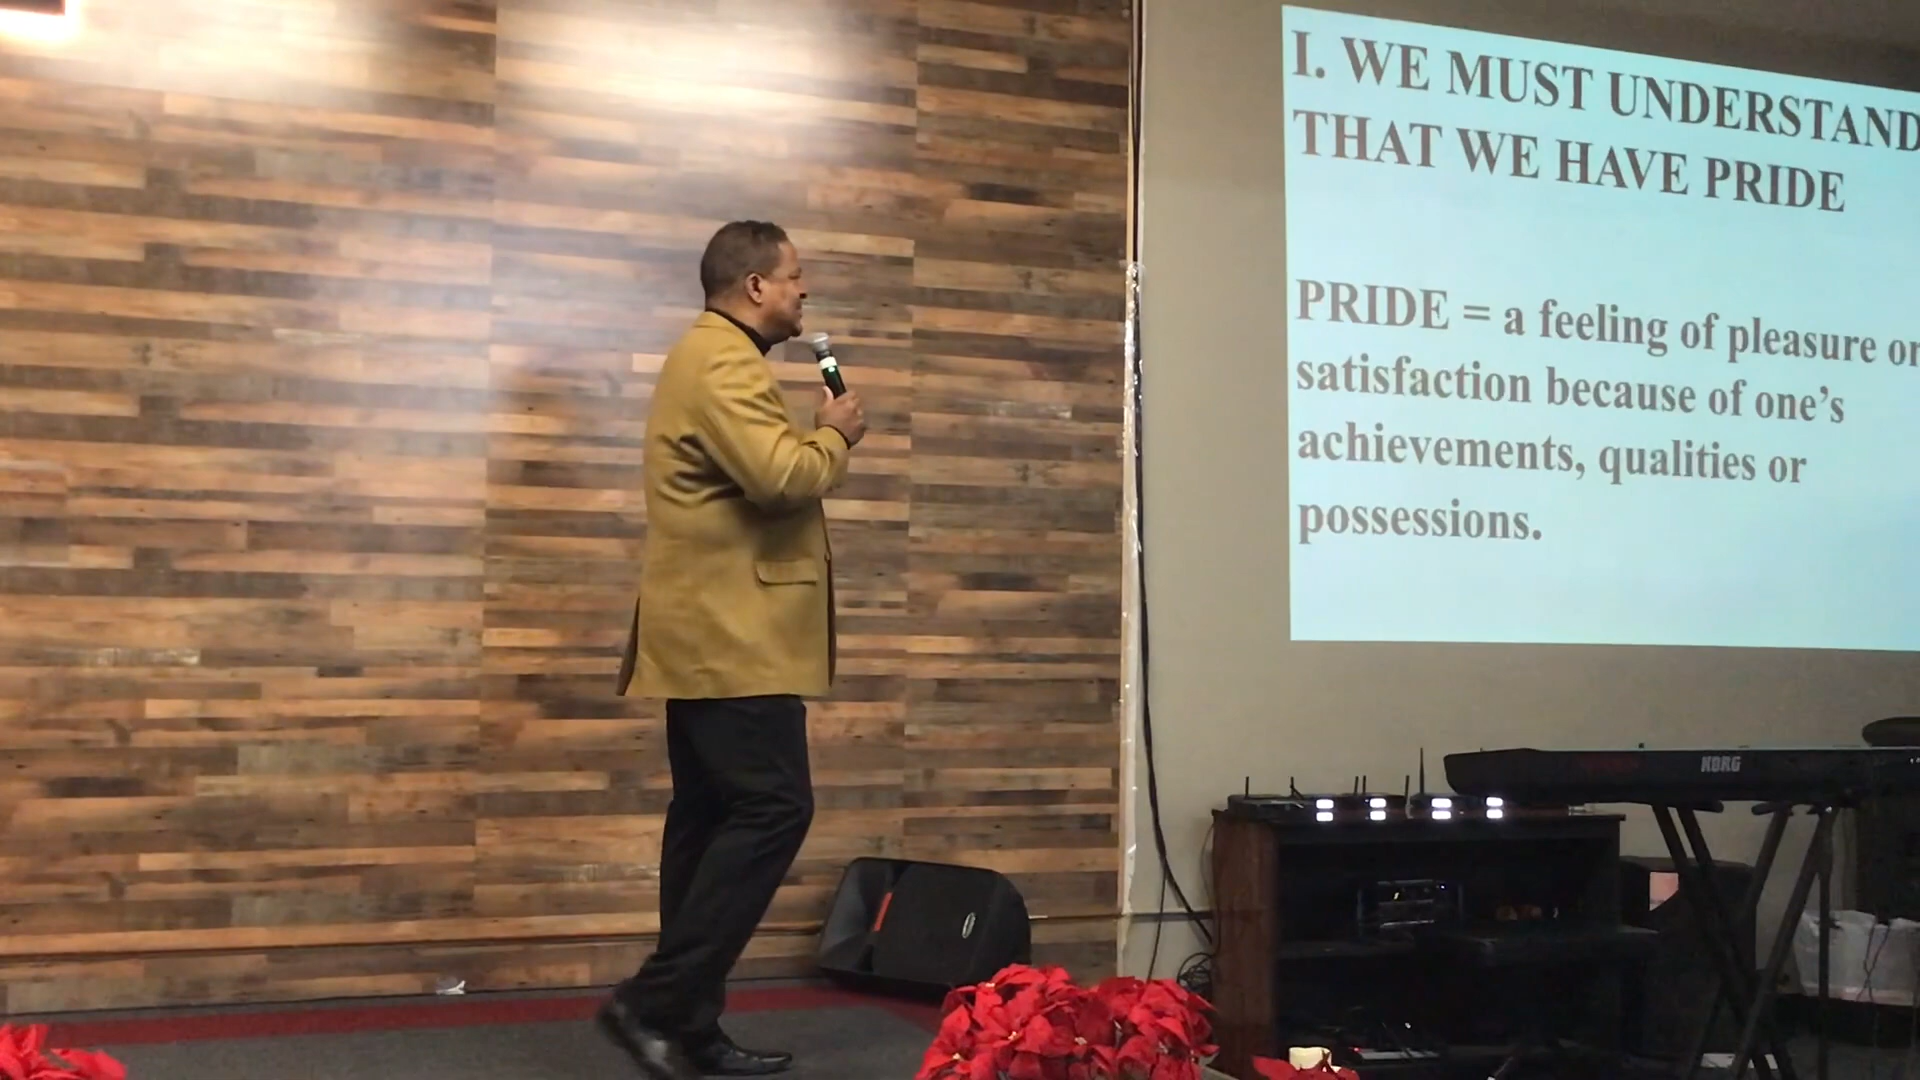 I. WE MUST UNDERSTAND
THAT WE HAVE PRIDE
PRIDE = a feeling of pleasure or
satisfaction because of one’s
achievements, qualities or
possessions.
KORG